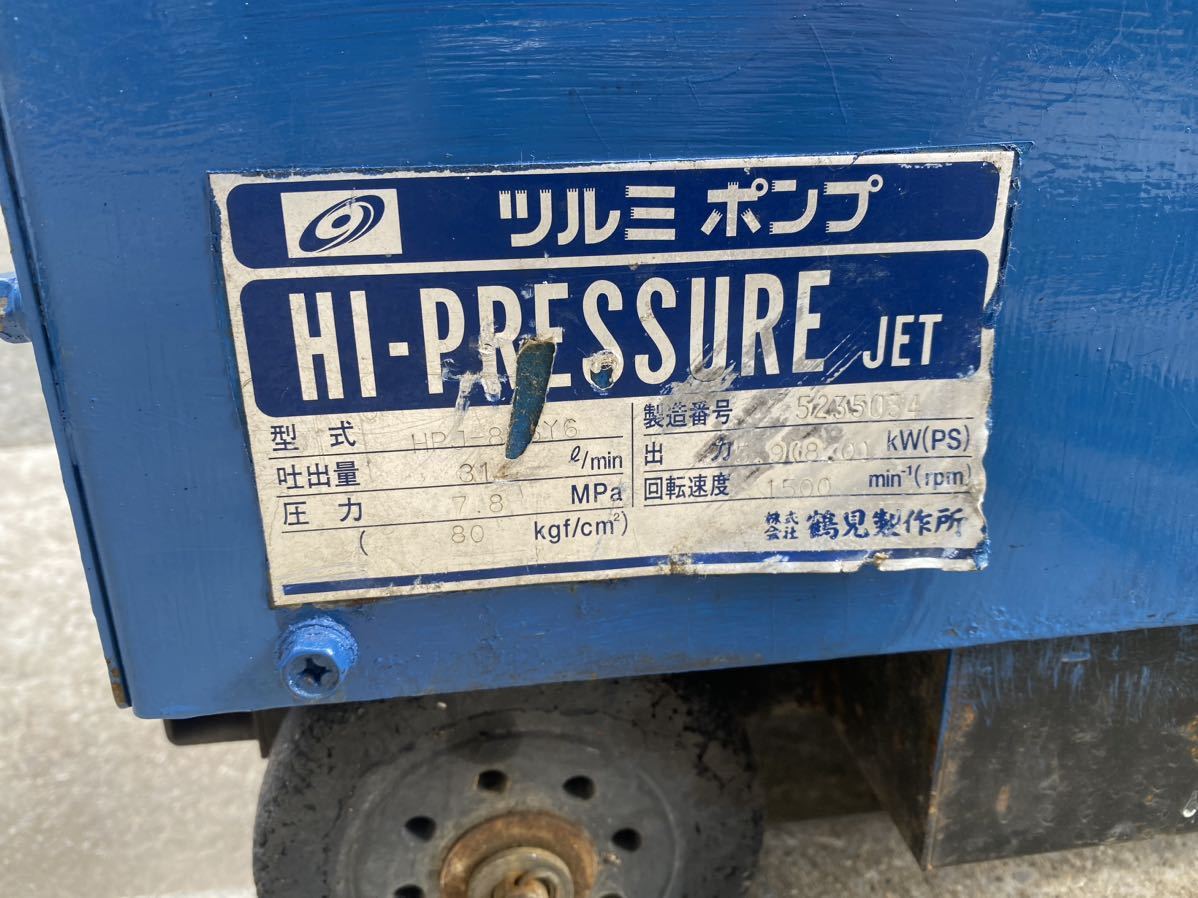 ツルミ ポンプ
HI-PRESSURE JET
型式
製造番号 5235034
吐出量 31 ℓ/min
出力 kW(PS)
圧力 7.8 MPa
回転速度 1500 min⁻¹(rpm)
( 80 kgf/cm²)
株式会社 鶴見製作所